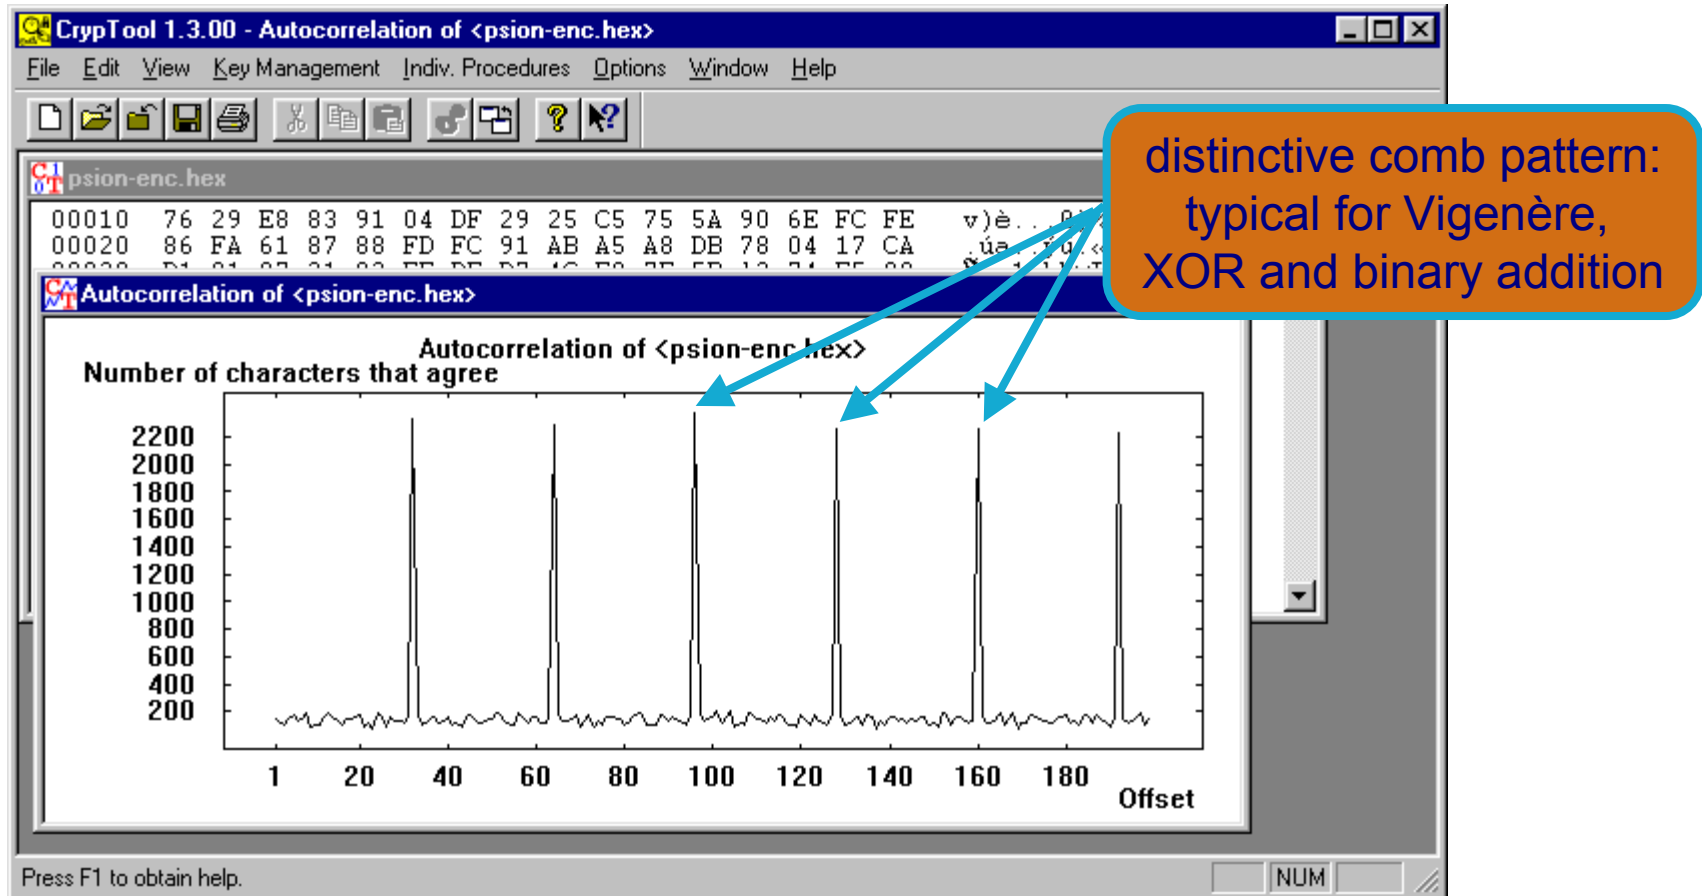 CrypTool 1.3.00 - Autocorrelation of <psion-enc.hex>
File Edit View Key Management Indiv. Procedures Options Window Help
distinctive comb pattern:
typical for Vigenère,
XOR and binary addition
psion-enc.hex
00010 76 29 E8 83 91 04 DF 29 25 C5 75 5A 90 6E FC FE
00020 86 FA 61 87 88 FD FC 91 AB A5 A8 DB 78 04 17 CA
Autocorrelation of <psion-enc.hex>
Autocorrelation of <psion-enc.hex>
Number of characters that agree
2200
2000
1800
1600
1400
1200
1000
800
600
400
200
1 20 40 60 80 100 120 140 160 180
Offset
Press F1 to obtain help.
NUM